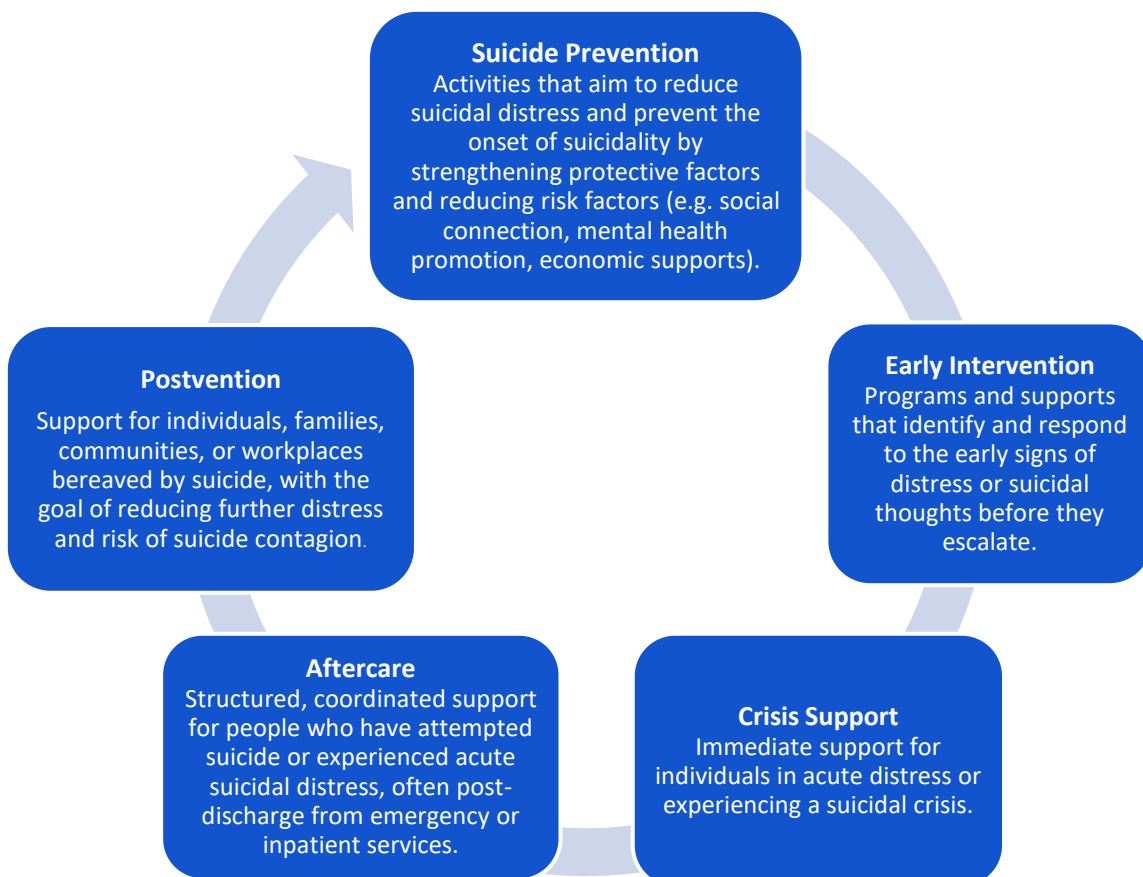 Suicide Prevention
Activities that aim to reduce
suicidal distress and prevent the
onset of suicidality by
strengthening protective factors
and reducing risk factors (e.g. social
connection, mental health
promotion, economic supports).
Early Intervention
Programs and supports
that identify and respond
to the early signs of
distress or suicidal
thoughts before they
escalate.
Crisis Support
Immediate support for
individuals in acute distress or
experiencing a suicidal crisis.
Aftercare
Structured, coordinated support
for people who have attempted
suicide or experienced acute
suicidal distress, often post-
discharge from emergency or
inpatient services.
Postvention
Support for individuals, families,
communities, or workplaces
bereaved by suicide, with the
goal of reducing further distress
and risk of suicide contagion.